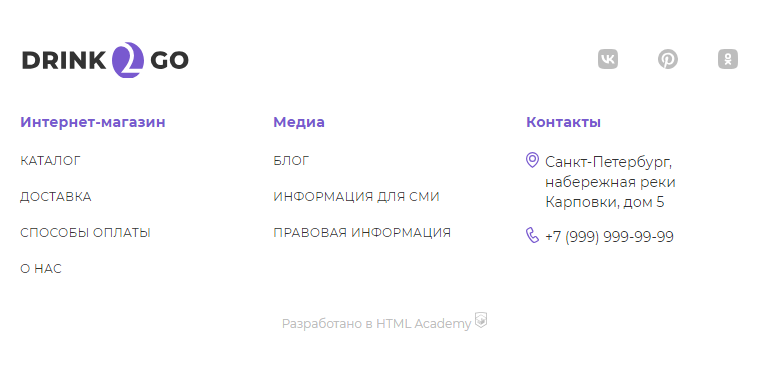 DRINK 2 GO
Интернет-магазин
КАТАЛОГ
ДОСТАВКА
СПОСОБЫ ОПЛАТЫ
О НАС
Медиа
БЛОГ
ИНФОРМАЦИЯ ДЛЯ СМИ
ПРАВОВАЯ ИНФОРМАЦИЯ
Контакты
Санкт-Петербург,
набережная реки
Карповки, дом 5
+7 (999) 999-99-99
Разработано в HTML Academy